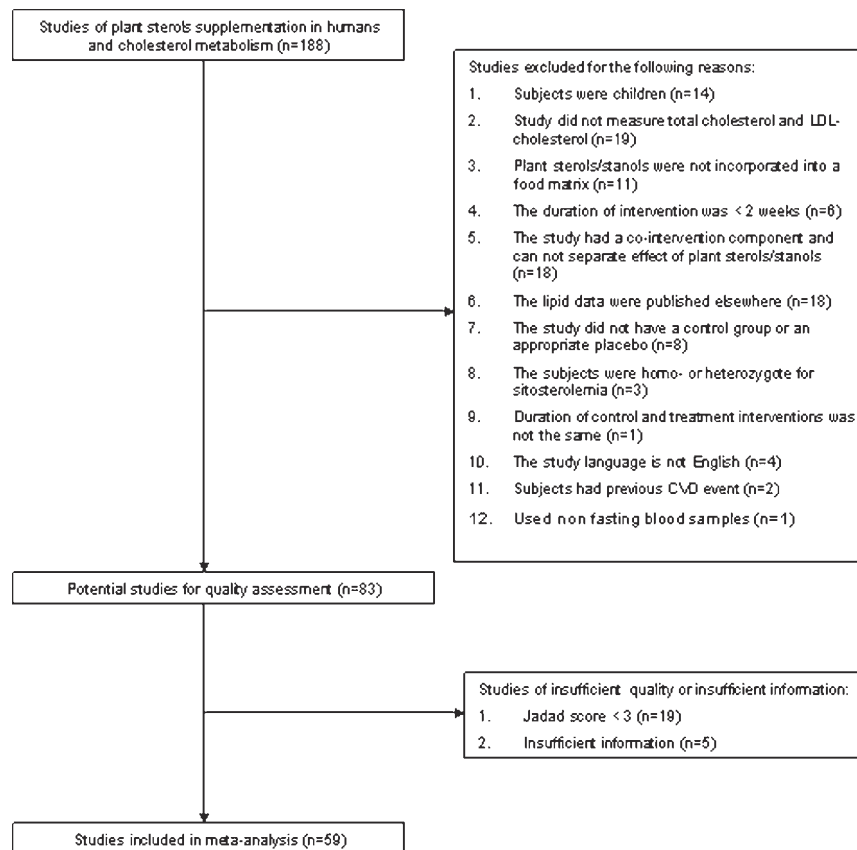 Studies of plant sterols supplementation in humans
and cholesterol metabolism (n=188)
Studies excluded for the following reasons:
1. Subjects were children (n=14)
2. Study did not measure total cholesterol and LDL-
cholesterol (n=19)
3. Plant sterols/stanols were not incorporated into a
food matrix (n=11)
4. The duration of intervention was < 2 weeks (n=6)
5. The study had a co-intervention component and
can not separate effect of plant sterols/stanols
(n=18)
6. The lipid data were published elsewhere (n=18)
7. The study did not have a control group or an
appropriate placebo (n=8)
8. The subjects were homo- or heterozygote for
sitosterolemia (n=3)
9. Duration of control and treatment interventions was
not the same (n=1)
10. The study language is not English (n=4)
11. Subjects had previous CVD event (n=2)
12. Used non fasting blood samples (n=1)
Potential studies for quality assessment (n=83)
Studies of insufficient quality or insufficient information:
1. Jadad score < 3 (n=19)
2. Insufficient information (n=5)
Studies included in meta-analysis (n=59)